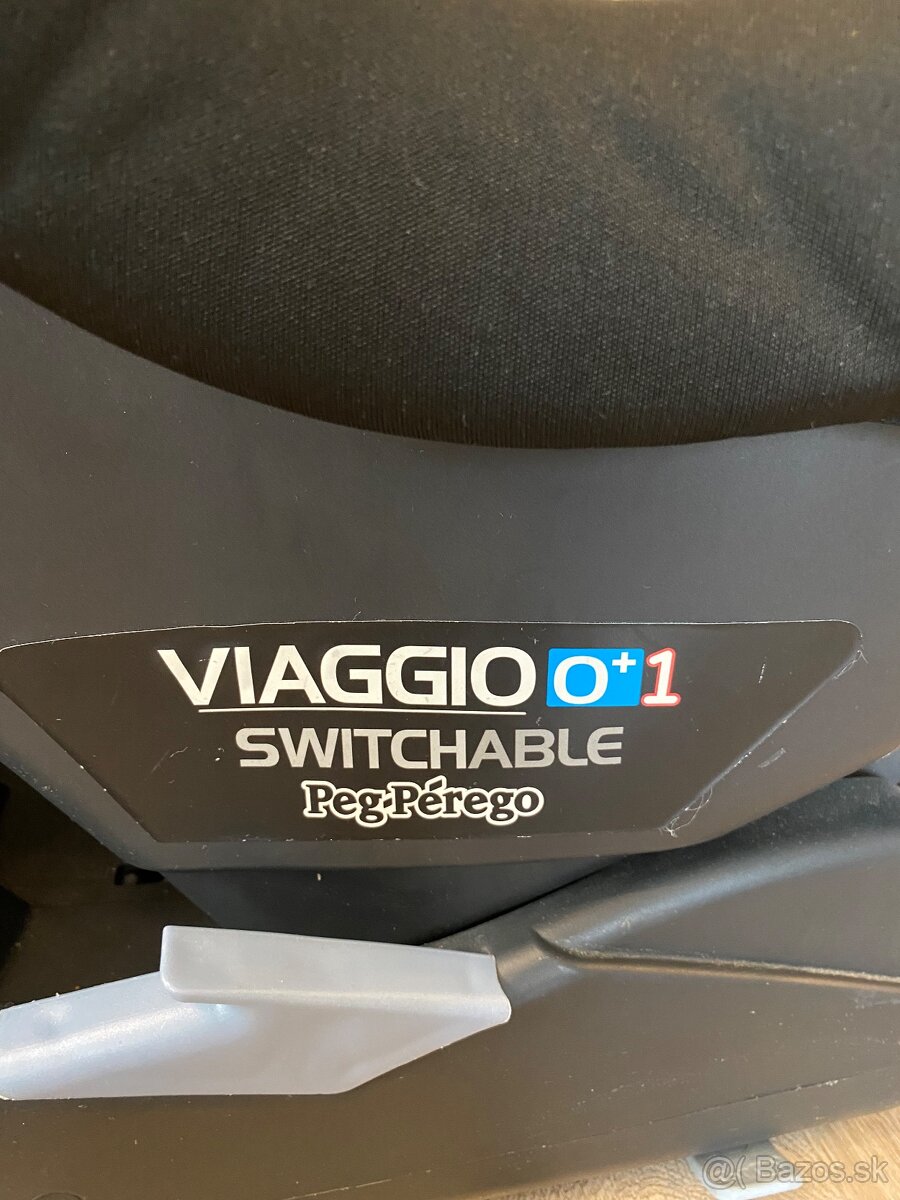 VIAGGIO 0+1
SWITCHABLE
Peg-Pérego
@( Bazos.sk